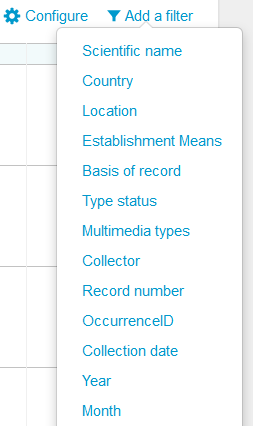 Configure Add a filter
Scientific name
Country
Location
Establishment Means
Basis of record
Type status
Multimedia types
Collector
Record number
OccurrenceID
Collection date
Year
Month